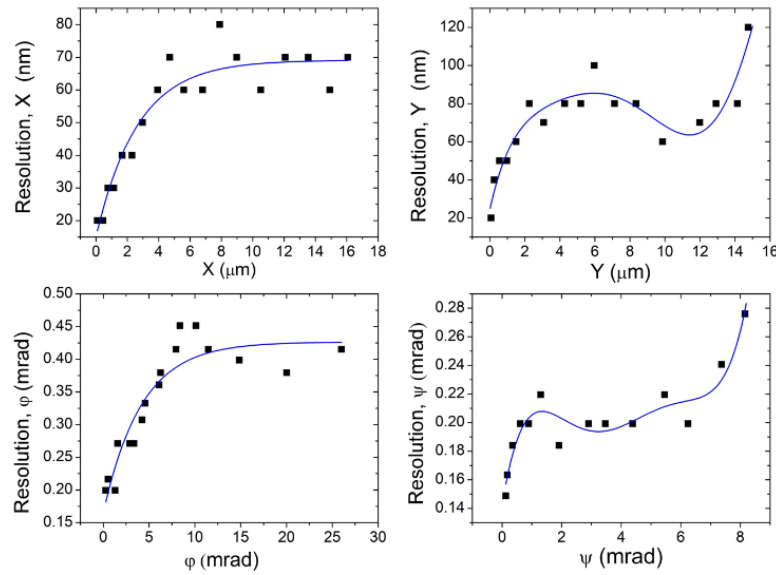 80
70
60
50
40
30
20
Resolution, X (nm)
0 2 4 6 8 10 12 14 16 18
X (μm)
120
100
80
60
40
20
Resolution, Y (nm)
0 2 4 6 8 10 12 14 16
Y (μm)
0.50
0.45
0.40
0.35
0.30
0.25
0.20
0.15
Resolution, φ (mrad)
0 5 10 15 20 25 30
φ (mrad)
0.28
0.26
0.24
0.22
0.20
0.18
0.16
0.14
Resolution, ψ (mrad)
0 2 4 6 8
ψ (mrad)